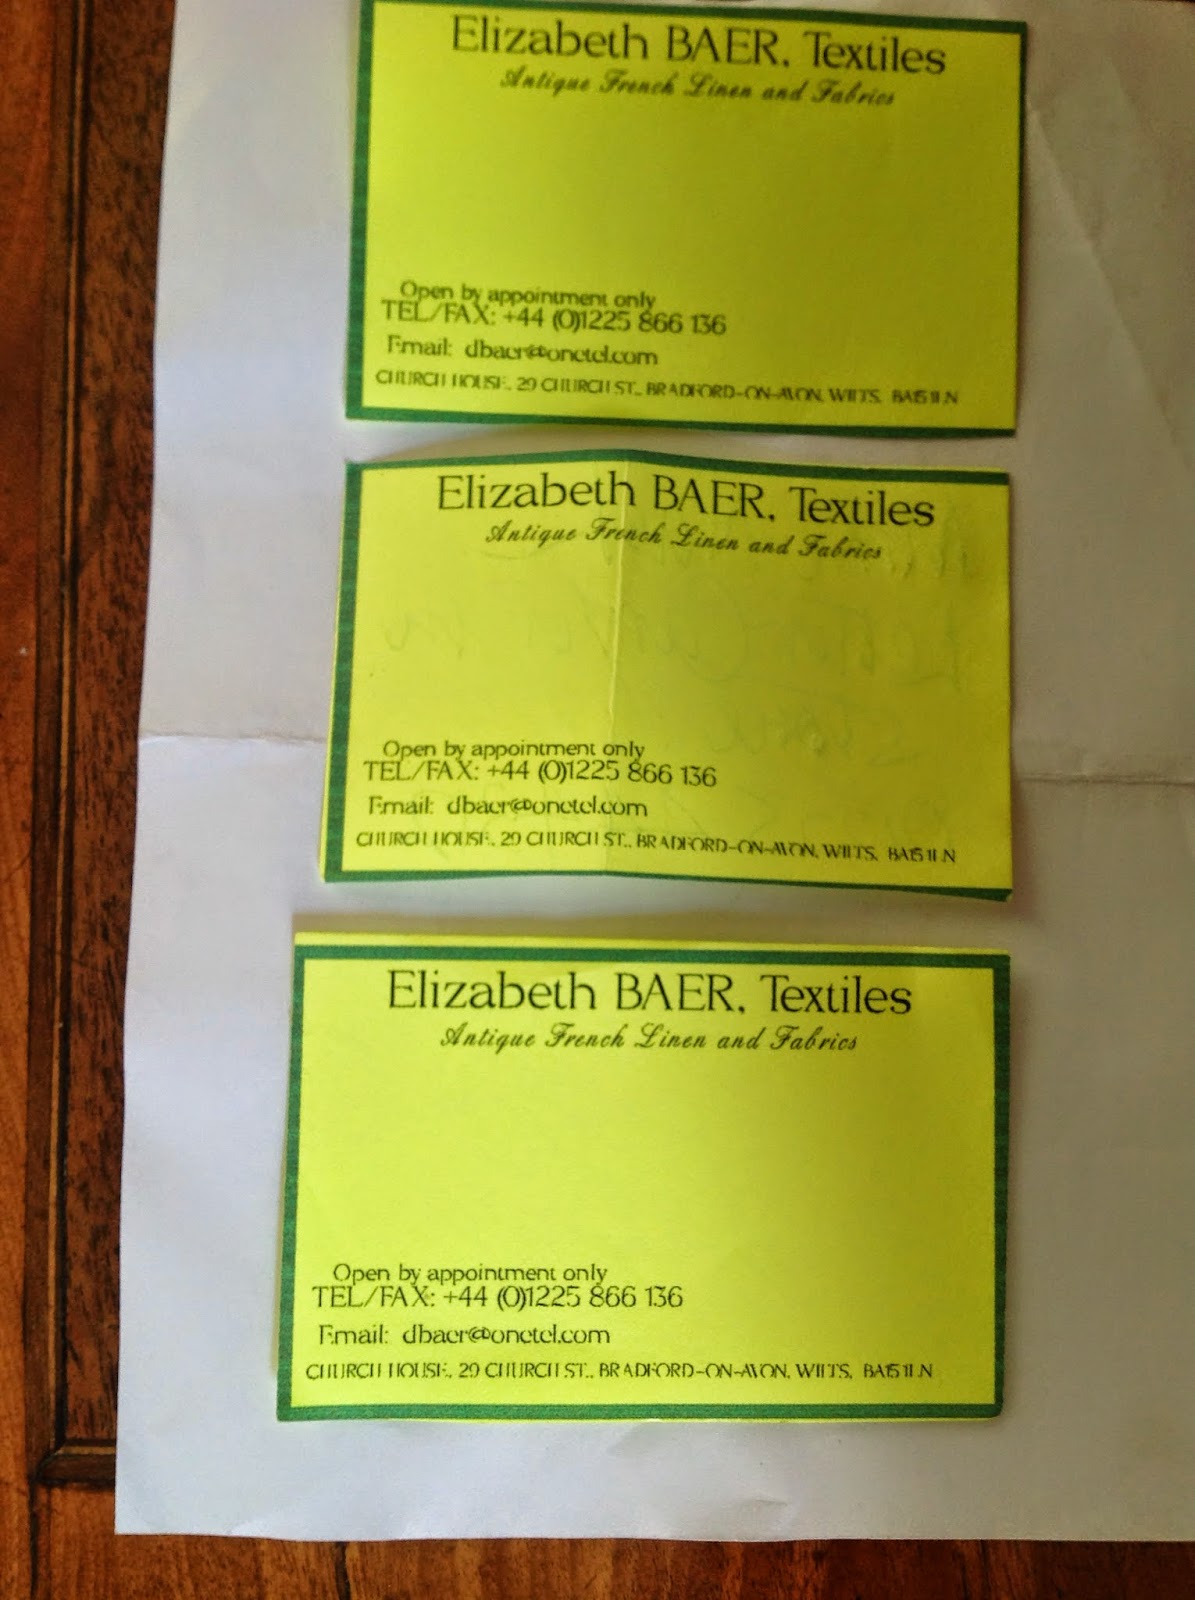 Elizabeth BAER, Textiles
Antique French Linen and Fabrics
Open by appointment only
TEL/FAX: +44 (0)1225 866 136
Email: dbaer@onetel.com
CHURCH HOUSE, 29 CHURCH ST., BRADFORD-ON-AVON, WILTS, BA15 1LN
Elizabeth BAER, Textiles
Antique French Linen and Fabrics
Open by appointment only
TEL/FAX: +44 (0)1225 866 136
Email: dbaer@onetel.com
CHURCH HOUSE, 29 CHURCH ST., BRADFORD-ON-AVON, WILTS, BA15 1LN
Elizabeth BAER, Textiles
Antique French Linen and Fabrics
Open by appointment only
TEL/FAX: +44 (0)1225 866 136
Email: dbaer@onetel.com
CHURCH HOUSE, 29 CHURCH ST., BRADFORD-ON-AVON, WILTS, BA15 1LN